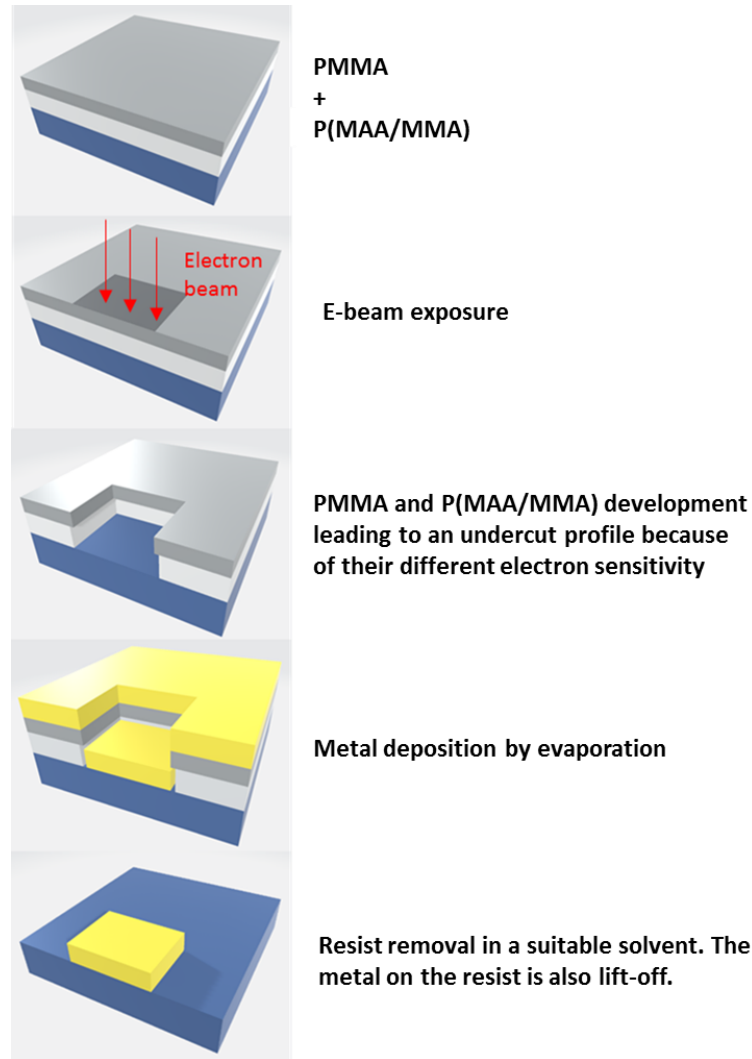 PMMA
+
P(MAA/MMA)
Electron
beam
E-beam exposure
PMMA and P(MAA/MMA) development
leading to an undercut profile because
of their different electron sensitivity
Metal deposition by evaporation
Resist removal in a suitable solvent. The
metal on the resist is also lift-off.